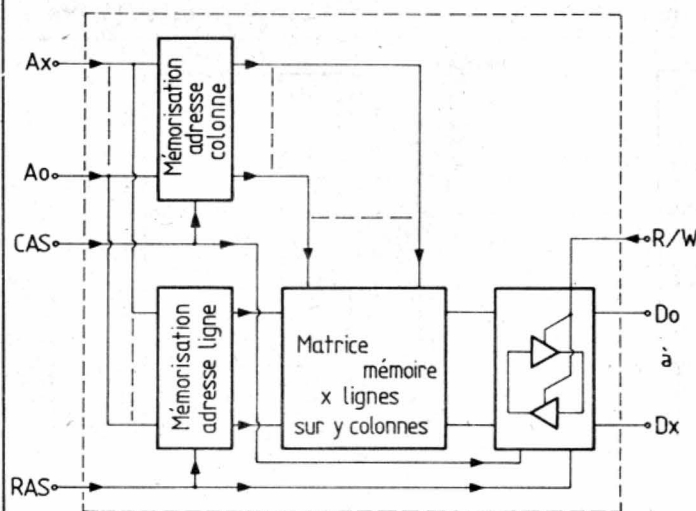 Ax
Mémorisation
adresse
colonne
Ao
CAS
R/W
Mémorisation
adresse ligne
Matrice
mémoire
x lignes
sur y colonnes
Do
à
Dx
RAS